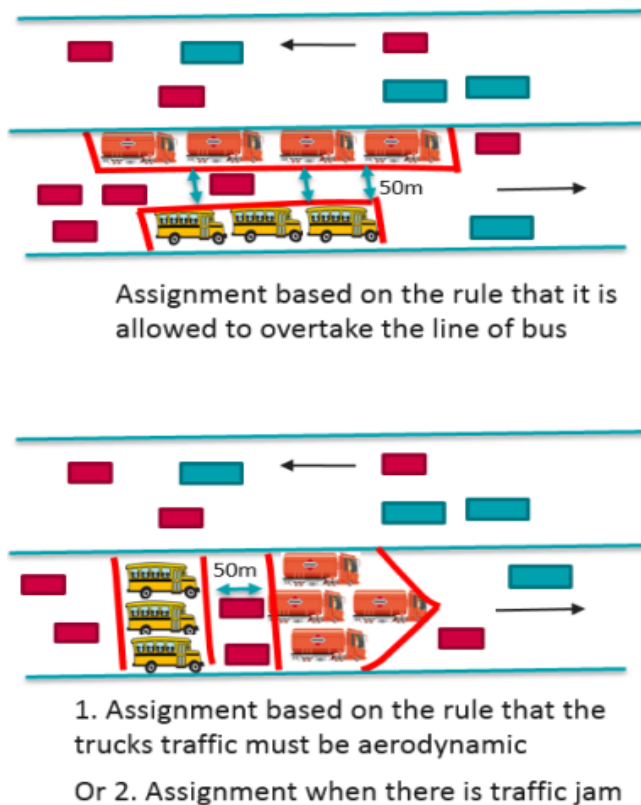 50m
Assignment based on the rule that it is
allowed to overtake the line of bus
50m
1. Assignment based on the rule that the
trucks traffic must be aerodynamic
Or 2. Assignment when there is traffic jam